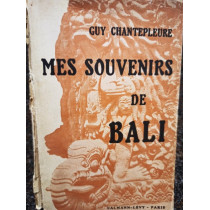 GUY CHANTEPLEURE
MES SOUVENIRS
DE
BALI
CALMANN-LÉVY - PARIS